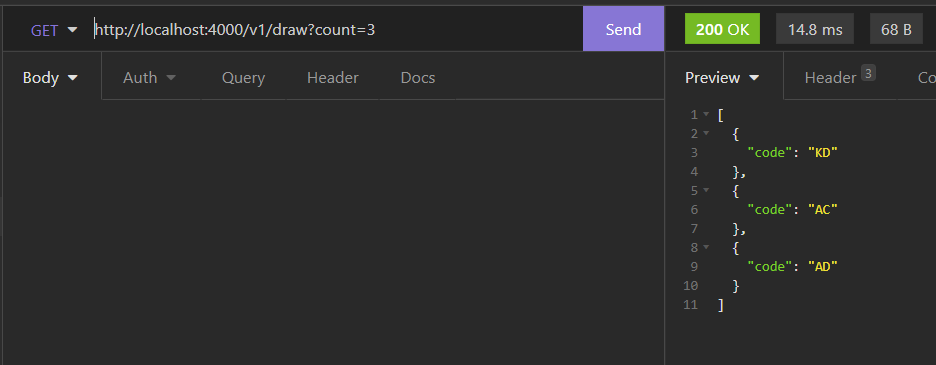 GET http://localhost:4000/v1/draw?count=3 Send 200 OK 14.8 ms 68 B
Body Auth Query Header Docs Preview Header 3 Co
1 [
2 {
3 "code": "KD"
4 },
5 {
6 "code": "AC"
7 },
8 {
9 "code": "AD"
10 }
11 ]